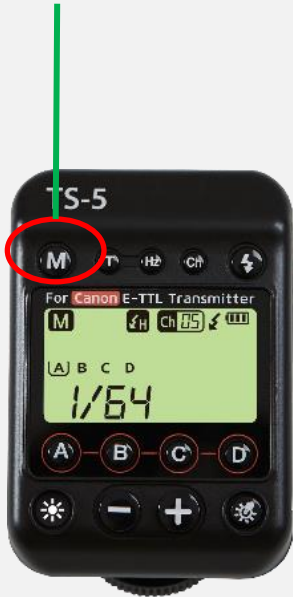 TS-5
M T Hz CH
For Canon E-TTL Transmitter
M H Ch 05
A B C D
1/64
A B C D